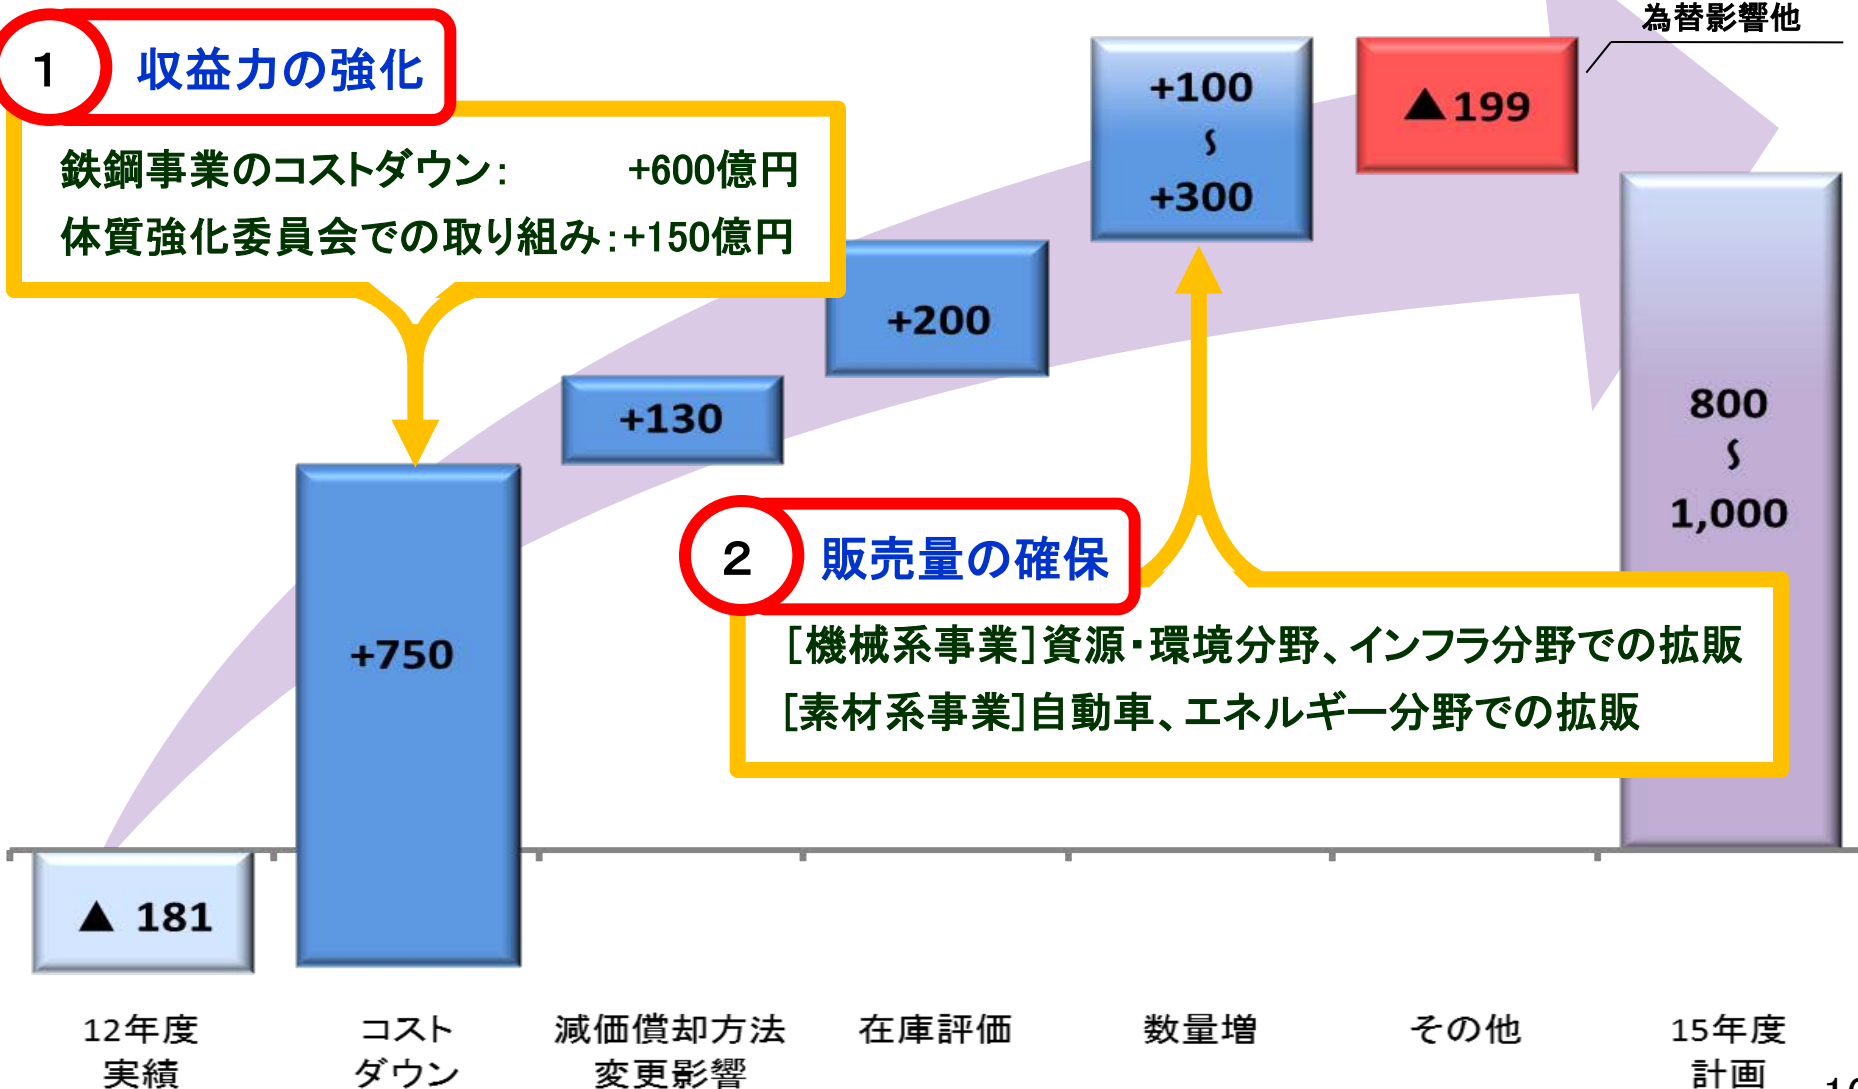 為替影響他
1 収益力の強化
鉄鋼事業のコストダウン： +600億円
体質強化委員会での取り組み：+150億円
+100
～
+300
▲199
+200
+130
800
～
1,000
+750
2 販売量の確保
[機械系事業]資源・環境分野、インフラ分野での拡販
[素材系事業]自動車、エネルギー分野での拡販
▲ 181
12年度
実績
コスト
ダウン
減価償却方法
変更影響
在庫評価
数量増
その他
15年度
計画